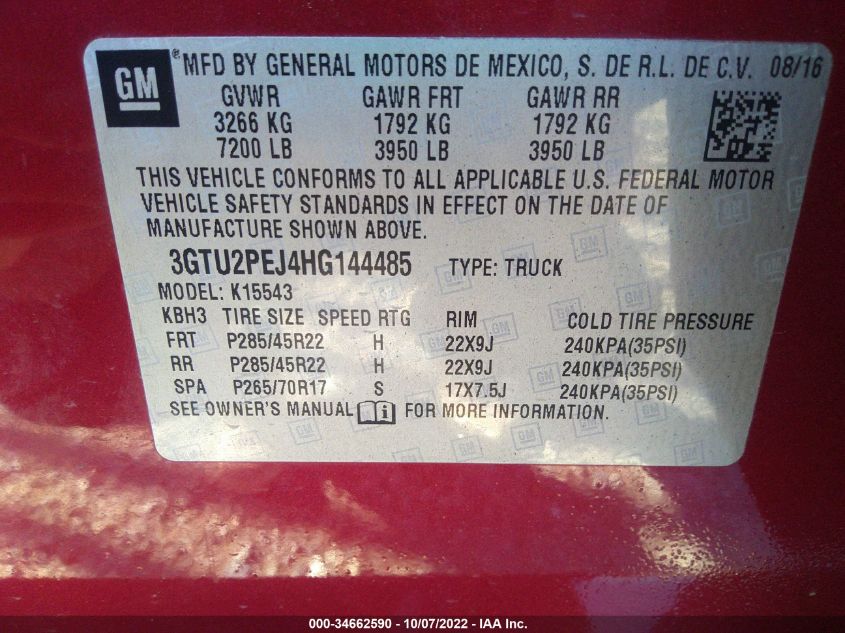 GM ® MFD BY GENERAL MOTORS DE MEXICO, S. DE R.L. DE C.V. 08/16
GVWR GAWR FRT GAWR RR
3266 KG 1792 KG 1792 KG
7200 LB 3950 LB 3950 LB
THIS VEHICLE CONFORMS TO ALL APPLICABLE U.S. FEDERAL MOTOR
VEHICLE SAFETY STANDARDS IN EFFECT ON THE DATE OF
MANUFACTURE SHOWN ABOVE.
3GTU2PEJ4HG144485 TYPE: TRUCK
MODEL: K15543
KBH3 TIRE SIZE SPEED RTG RIM COLD TIRE PRESSURE
FRT P285/45R22 H 22X9J 240KPA(35PSI)
RR P285/45R22 H 22X9J 240KPA(35PSI)
SPA P265/70R17 S 17X7.5J 240KPA(35PSI)
SEE OWNER'S MANUAL FOR MORE INFORMATION.
000-34662590 - 10/07/2022 - IAA Inc.